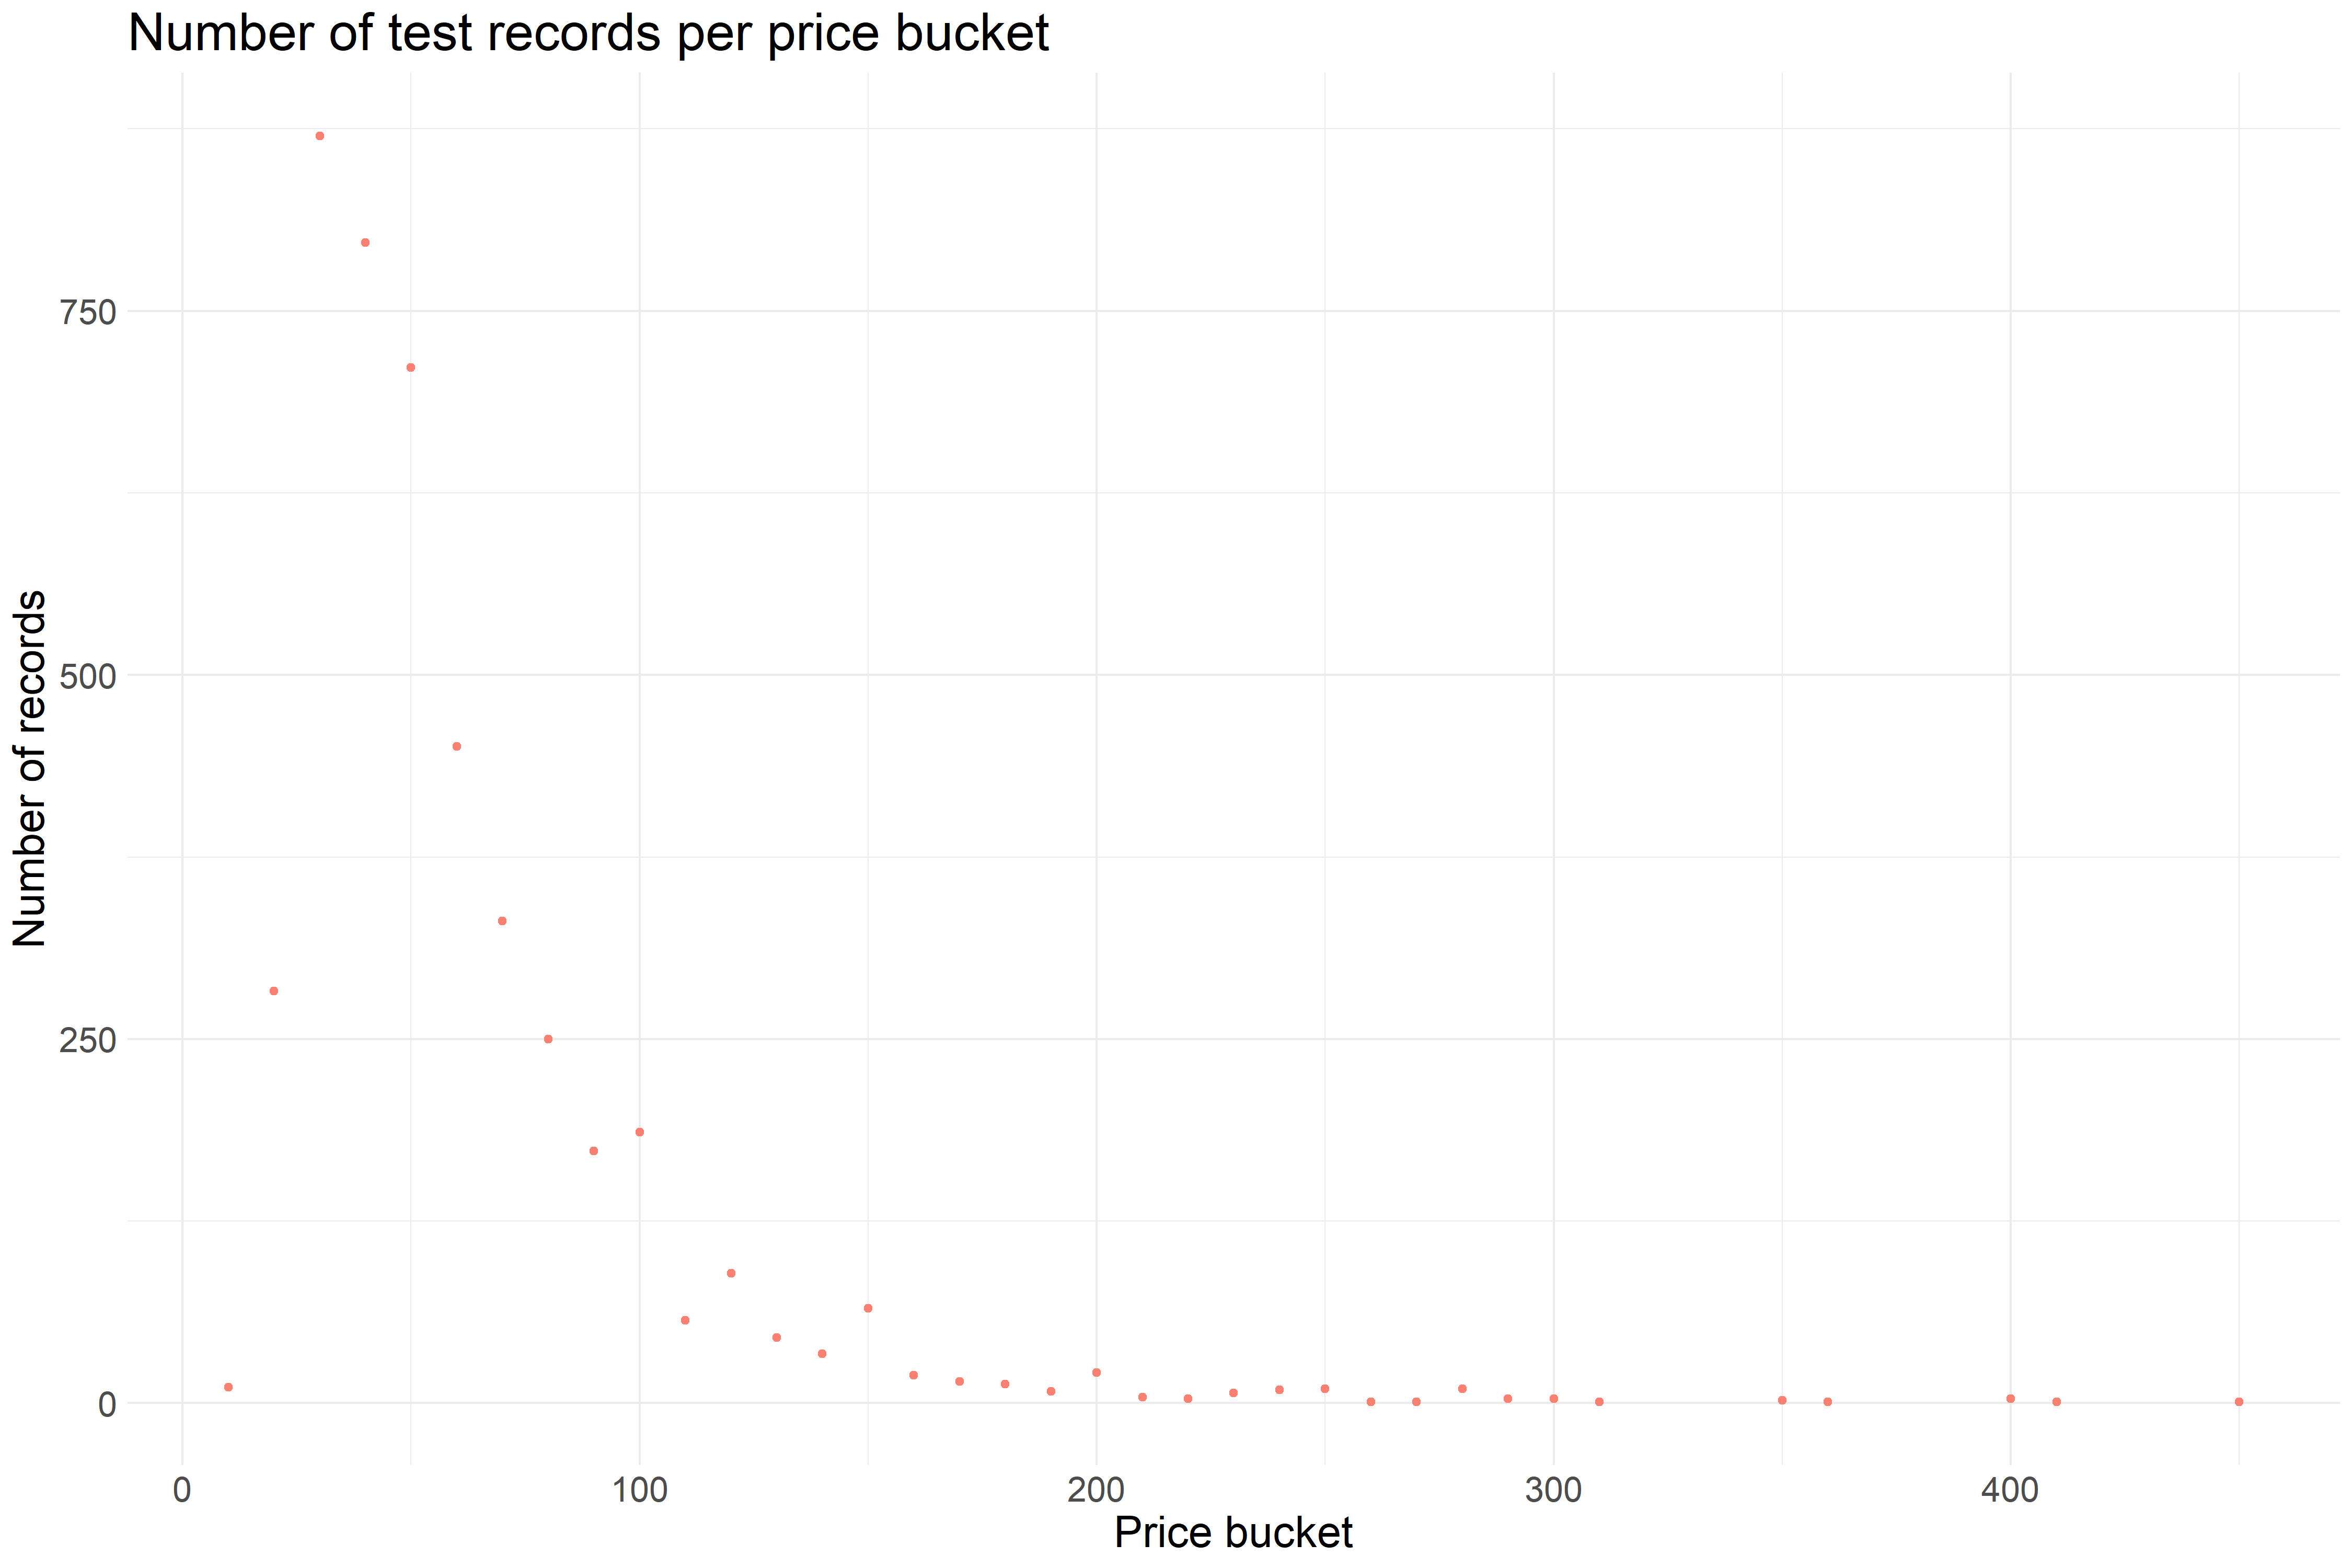 Number of test records per price bucket
Number of records
750
500
250
0
0 100 200 300 400
Price bucket